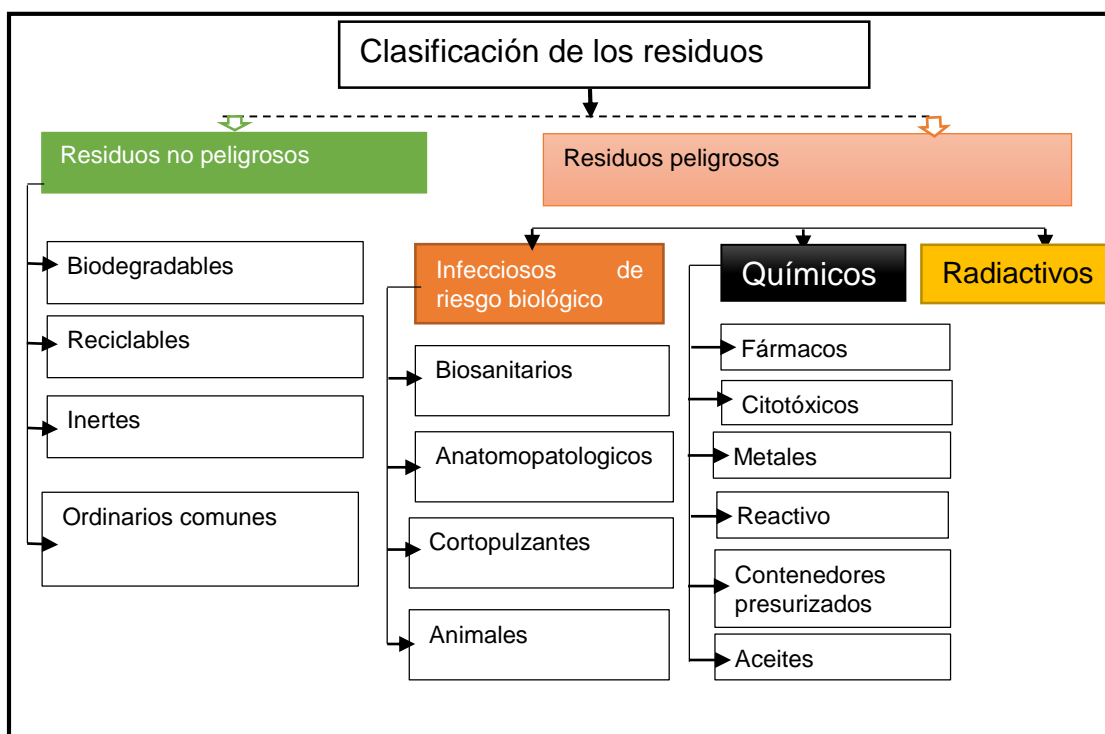 Clasificación de los residuos
Residuos no peligrosos
Residuos peligrosos
Biodegradables
Reciclables
Inertes
Ordinarios comunes
Infecciosos de
riesgo biológico
Biosanitarios
Anatomopatologicos
Cortopulzantes
Animales
Químicos
Fármacos
Citotóxicos
Metales
Reactivo
Contenedores
presurizados
Aceites
Radiactivos